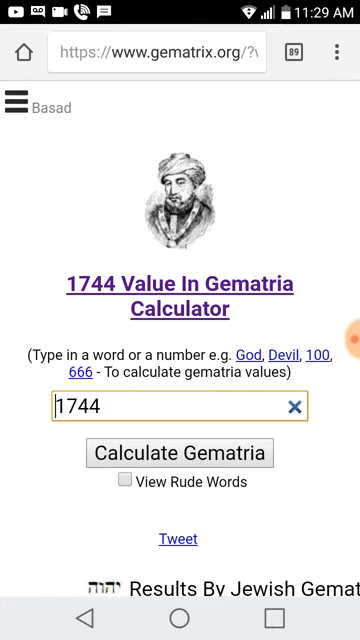 11:29 AM
https://www.gematrix.org/?
89
Basad
1744 Value In Gematria
Calculator
(Type in a word or a number e.g. God, Devil, 100,
666 - To calculate gematria values)
1744
Calculate Gematria
View Rude Words
Tweet
יהוה Results By Jewish Gemat